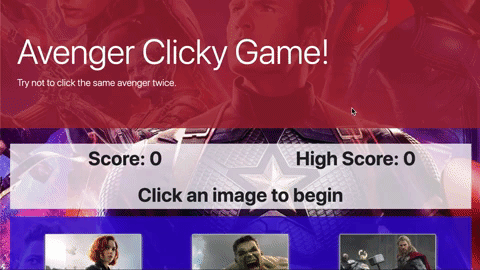 Avenger Clicky Game!
Try not to click the same avenger twice.
Score: 0 High Score: 0
Click an image to begin